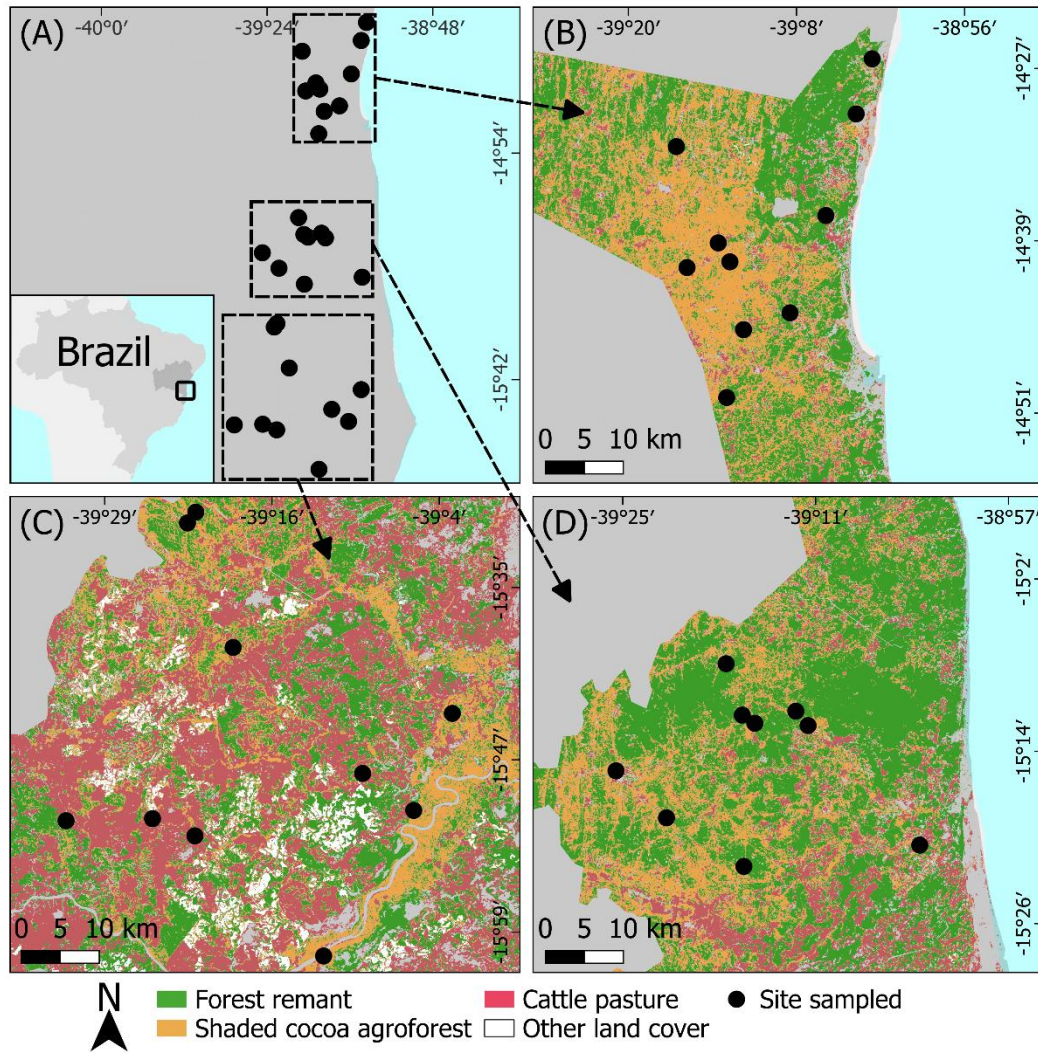 (A)
-40°0′
-39°24′
-38°48′
-14°54′
-15°42′
Brazil
(B)
-39°20′
-39°8′
-38°56′
-14°27′
-14°39′
-14°51′
0 5 10 km
(C)
-39°29′
-39°16′
-39°4′
-15°35′
-15°47′
-15°59′
0 5 10 km
(D)
-39°25′
-39°11′
-38°57′
-15°2′
-15°14′
-15°26′
0 5 10 km
N
Forest remant
Cattle pasture
Site sampled
Shaded cocoa agroforest
Other land cover